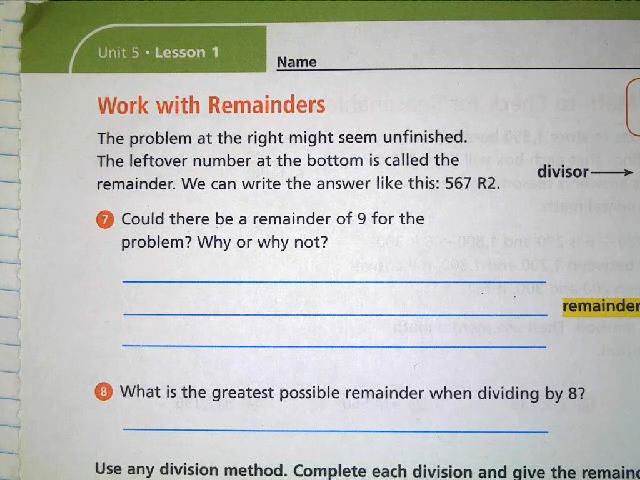 Unit 5 • Lesson 1
Name
Work with Remainders
The problem at the right might seem unfinished.
The leftover number at the bottom is called the
remainder. We can write the answer like this: 567 R2.
divisor
7 Could there be a remainder of 9 for the
problem? Why or why not?
remainder
8 What is the greatest possible remainder when dividing by 8?
Use any division method. Complete each division and give the